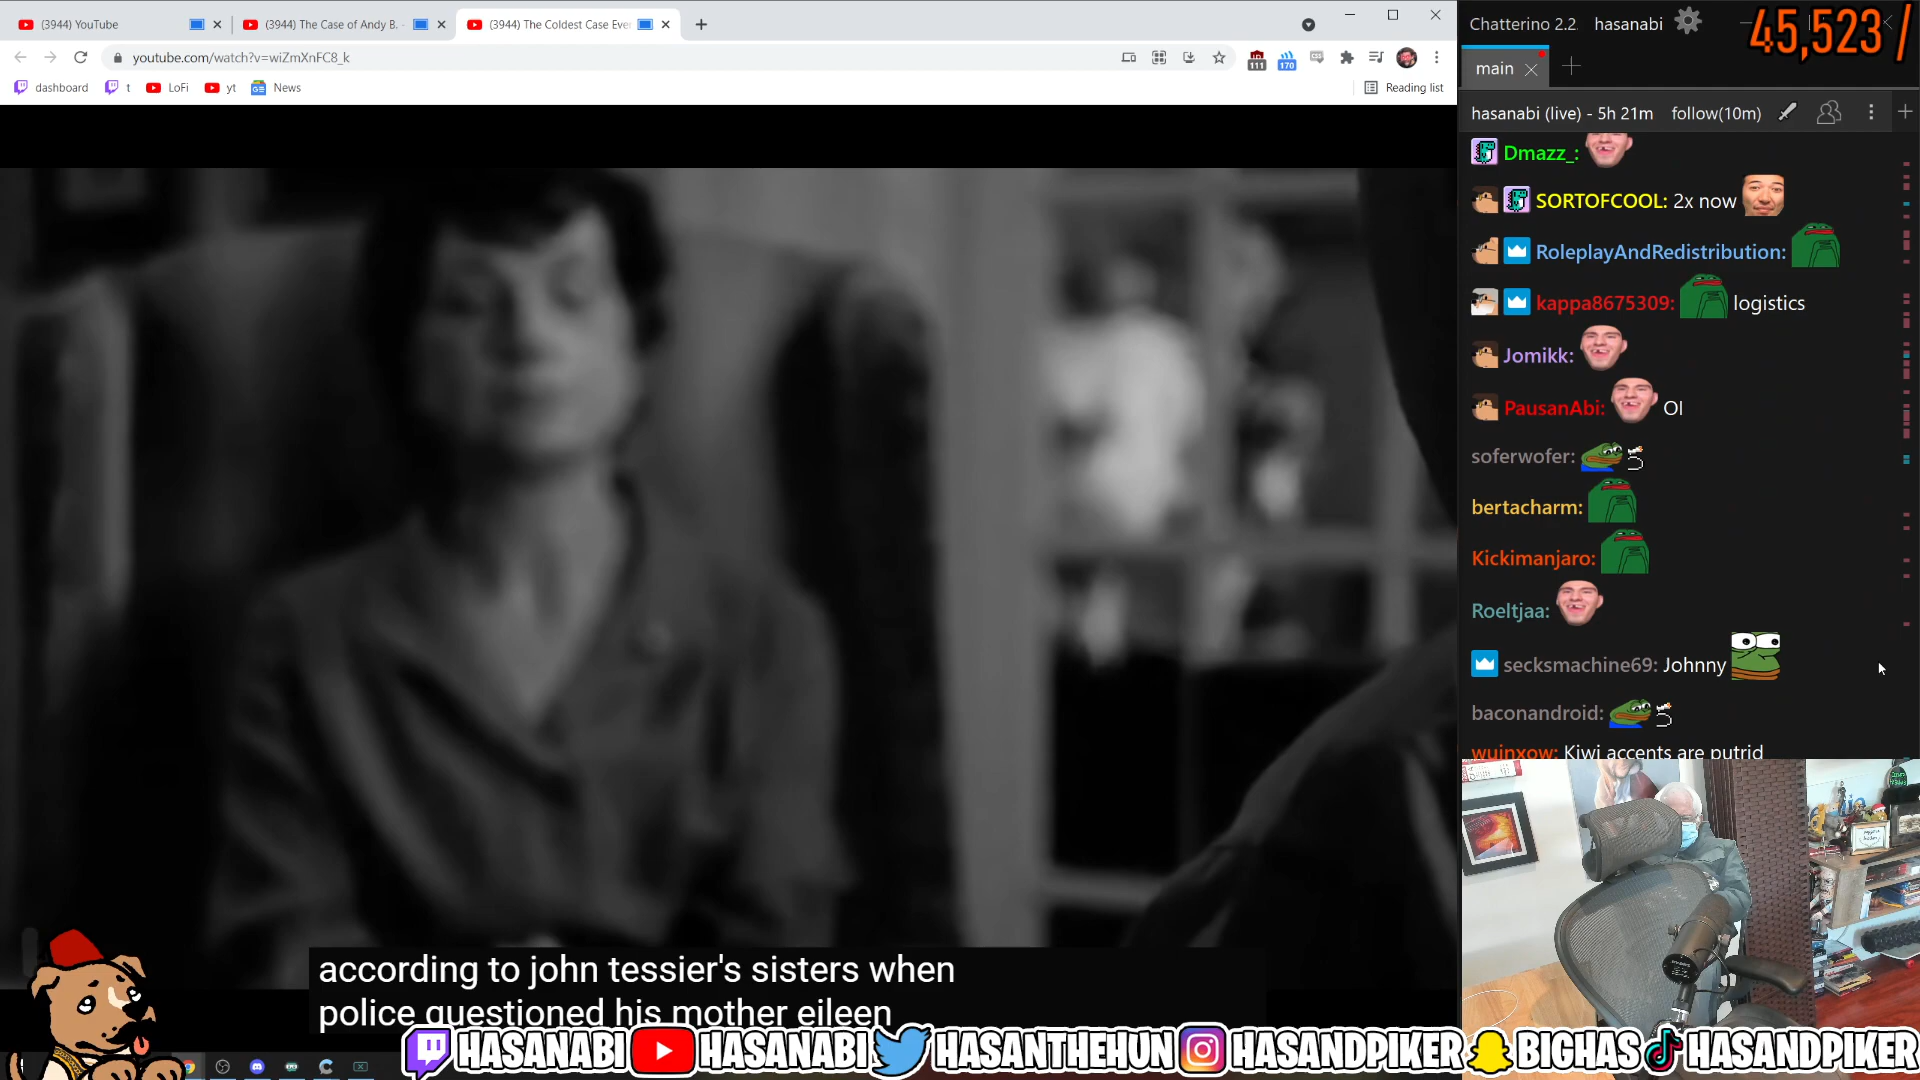 (3944) YouTube
(3944) The Case of Andy B.
(3944) The Coldest Case Ever
youtube.com/watch?v=wiZmXnFC8_k
111
170
dashboard
t
LoFi
yt
News
Reading list
Chatterino 2.2.
hasanabi
45,523 /
main
hasanabi (live) - 5h 21m
follow(10m)
Dmazz_:
SORTOFCOOL: 2x now
RoleplayAndRedistribution:
kappa8675309: logistics
Jomikk:
PausanAbi: OI
soferwofer:
bertacharm:
Kickimanjaro:
Roeltjaa:
secksmachine69: Johnny
baconandroid:
wuinxow: Kiwi accents are putrid
according to john tessier's sisters when
police questioned his mother eileen
HASANABI HASANABI HASANTHEHUN HASANDPIKER BIGHAS HASANDPIKER